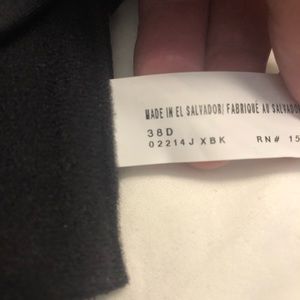 MADE IN EL SALVADOR/ FABRIQUÉ AU SALVADOR
38D
02214J XBK RN# 15